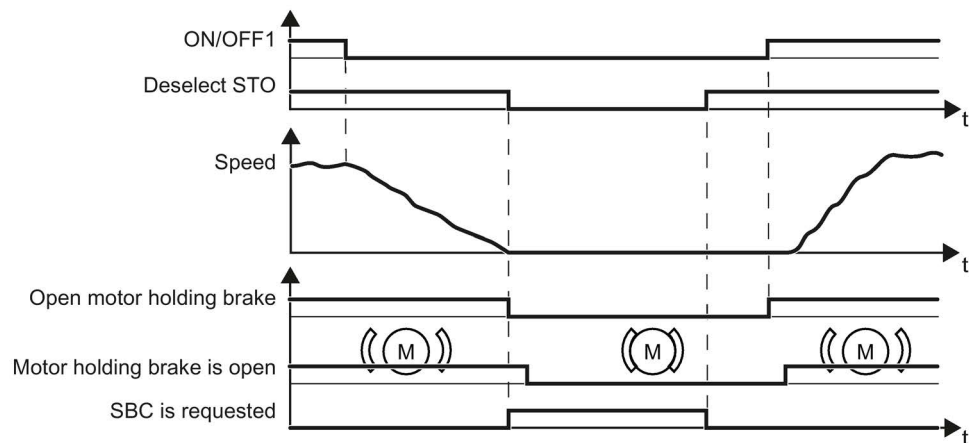 ON/OFF1
Deselect STO
t
Speed
t
Open motor holding brake
M
M
M
Motor holding brake is open
SBC is requested
t